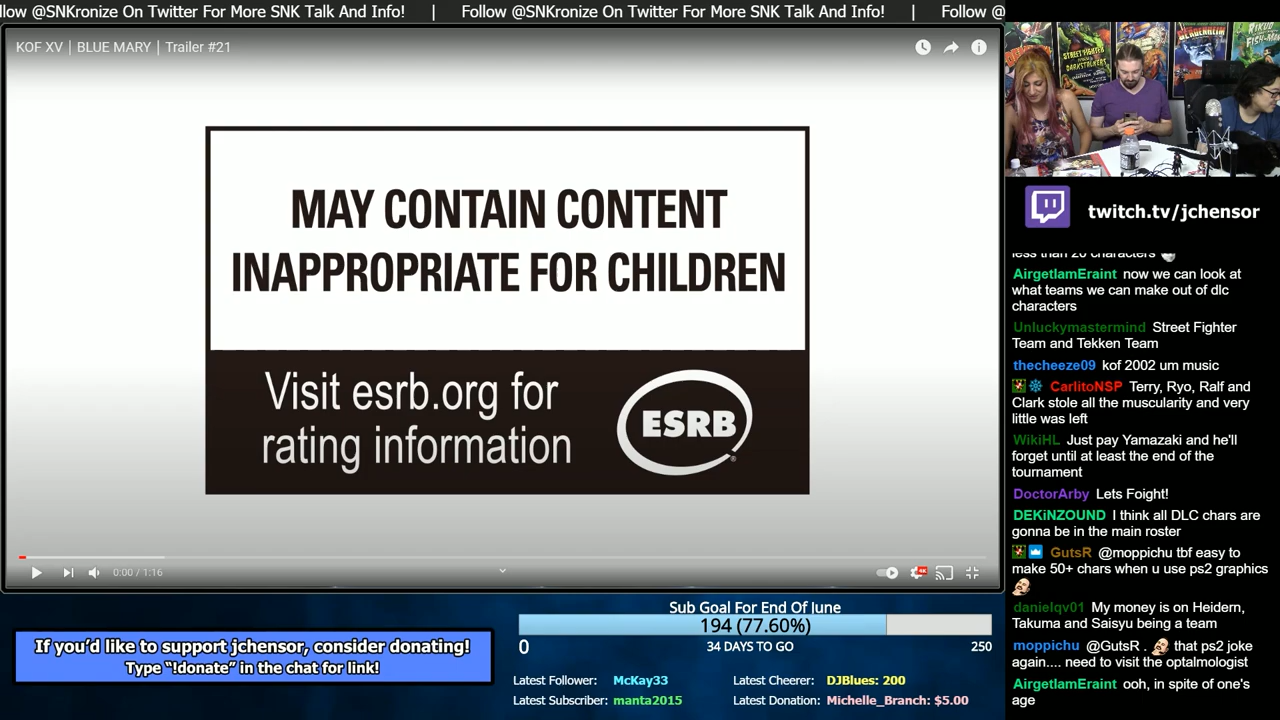 llow @SNKronize On Twitter For More SNK Talk And Info! | Follow @SNKronize On Twitter For More SNK Talk And Info! | Follow @
KOF XV | BLUE MARY | Trailer #21
MAY CONTAIN CONTENT
INAPPROPRIATE FOR CHILDREN
Visit esrb.org for
rating information
ESRB
0:00 / 1:16
4K
STREET FIGHTER
DARKSTALKERS
twitch.tv/jchensor
less than 20 characters
AirgetlamEraint now we can look at
what teams we can make out of dlc
characters
Unluckymastermind Street Fighter
Team and Tekken Team
thecheeze09 kof 2002 um music
CarlitoNSP Terry, Ryo, Ralf and
Clark stole all the muscularity and very
little was left
WikiHL Just pay Yamazaki and he'll
forget until at least the end of the
tournament
DoctorArby Lets Foight!
DEKiNZOUND I think all DLC chars are
gonna be in the main roster
GutsR @moppichu tbf easy to
make 50+ chars when u use ps2 graphics
danielqv01 My money is on Heidern,
Takuma and Saisyu being a team
moppichu @GutsR . that ps2 joke
again.... need to visit the optalmologist
AirgetlamEraint ooh, in spite of one's
age
If you'd like to support jchensor, consider donating!
Type "!donate" in the chat for link!
Sub Goal For End Of June
194 (77.60%)
0
34 DAYS TO GO
250
Latest Follower: McKay33
Latest Cheerer: DJBlues: 200
Latest Subscriber: manta2015
Latest Donation: Michelle_Branch: $5.00